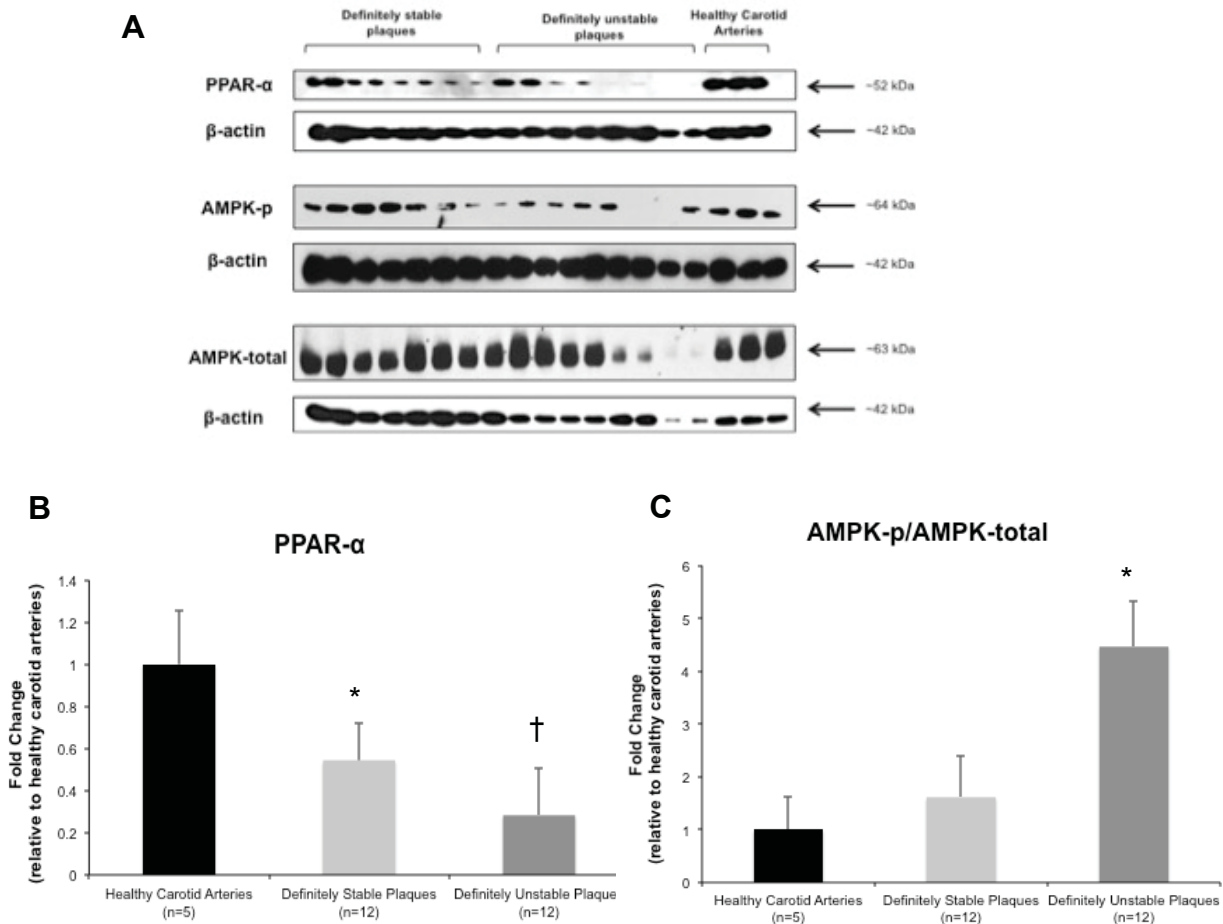 A
Definitely stable
plaques
Definitely unstable
plaques
Healthy Carotid
Arteries
PPAR-α
~52 kDa
β-actin
~42 kDa
AMPK-p
~64 kDa
β-actin
~42 kDa
AMPK-total
~63 kDa
β-actin
~42 kDa
B
PPAR-α
Fold Change
(relative to healthy carotid arteries)
1.4
1.2
1
0.8
0.6
0.4
0.2
0
*
†
Healthy Carotid Arteries
(n=5)
Definitely Stable Plaques
(n=12)
Definitely Unstable Plaque
(n=12)
C
AMPK-p/AMPK-total
Fold Change
(relative to healthy carotid arteries)
6
5
4
3
2
1
0
*
Healthy Carotid Arteries
(n=5)
Definitely Stable Plaques
(n=12)
Definitely Unstable Plaques
(n=12)